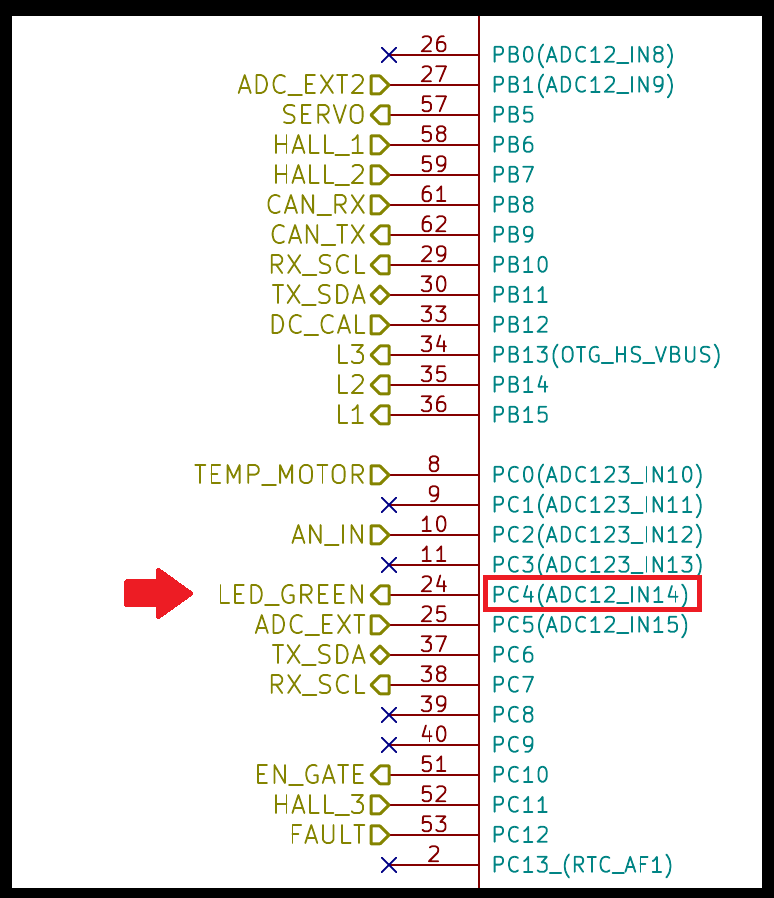 26 PB0(ADC12_IN8)
ADC_EXT2 27 PB1(ADC12_IN9)
SERVO 57 PB5
HALL_1 58 PB6
HALL_2 59 PB7
CAN_RX 61 PB8
CAN_TX 62 PB9
RX_SCL 29 PB10
TX_SDA 30 PB11
DC_CAL 33 PB12
L3 34 PB13(OTG_HS_VBUS)
L2 35 PB14
L1 36 PB15
TEMP_MOTOR 8 PC0(ADC123_IN10)
9 PC1(ADC123_IN11)
AN_IN 10 PC2(ADC123_IN12)
11 PC3(ADC123_IN13)
LED_GREEN 24 PC4(ADC12_IN14)
ADC_EXT 25 PC5(ADC12_IN15)
TX_SDA 37 PC6
RX_SCL 38 PC7
39 PC8
40 PC9
EN_GATE 51 PC10
HALL_3 52 PC11
FAULT 53 PC12
2 PC13_(RTC_AF1)